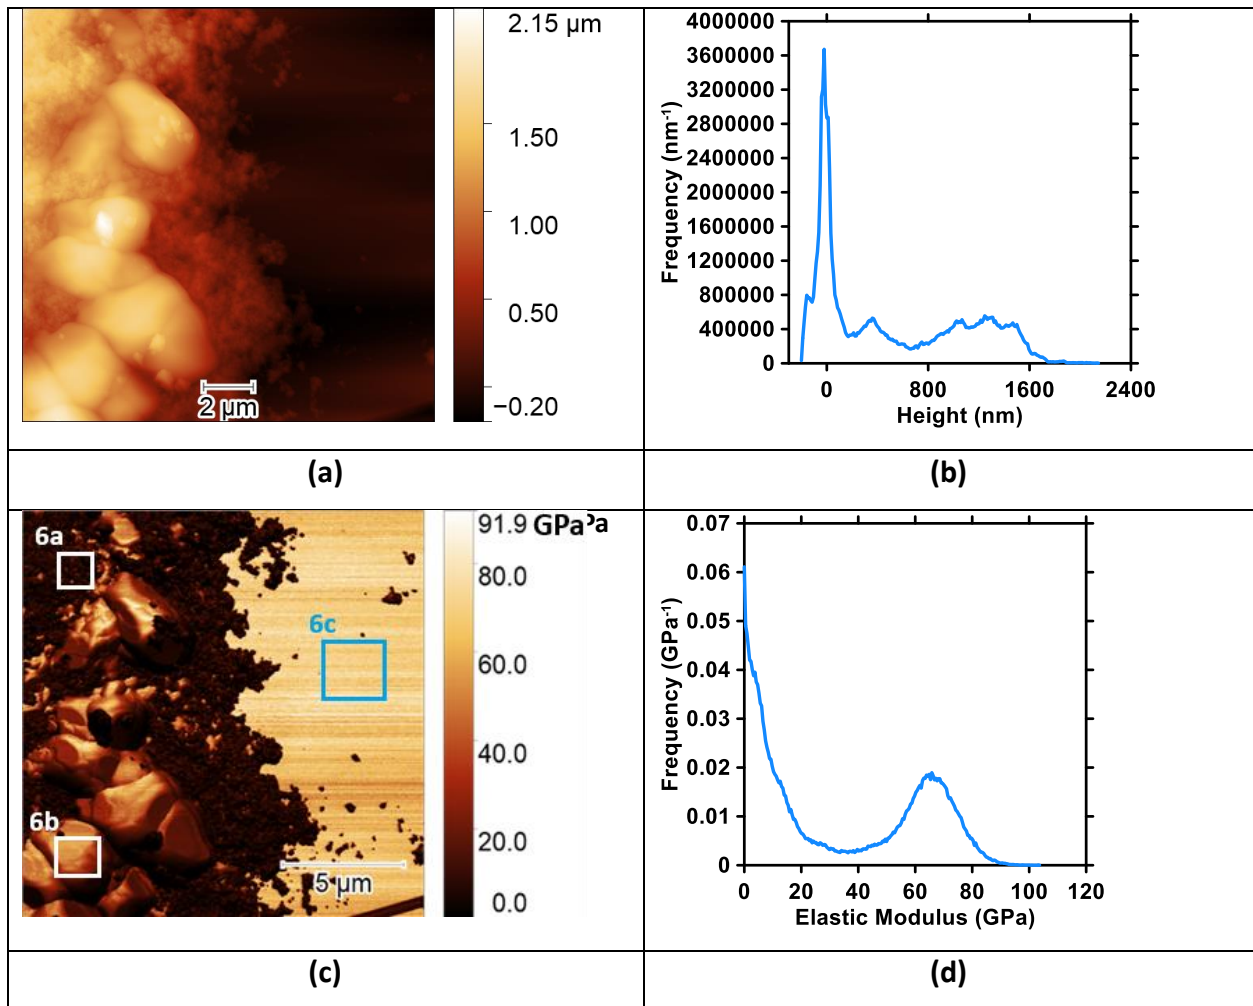 2.15 µm
1.50
1.00
0.50
−0.20
2 µm
4000000
3600000
3200000
2800000
2400000
2000000
1600000
1200000
800000
400000
0
Frequency (nm⁻¹)
0 800 1600 2400
Height (nm)
(a)
(b)
6a
6b
6c
5 µm
91.9 GPa Pa
80.0
60.0
40.0
20.0
0.0
0.07
0.06
0.05
0.04
0.03
0.02
0.01
0
Frequency (GPa⁻¹)
0 20 40 60 80 100 120
Elastic Modulus (GPa)
(c)
(d)